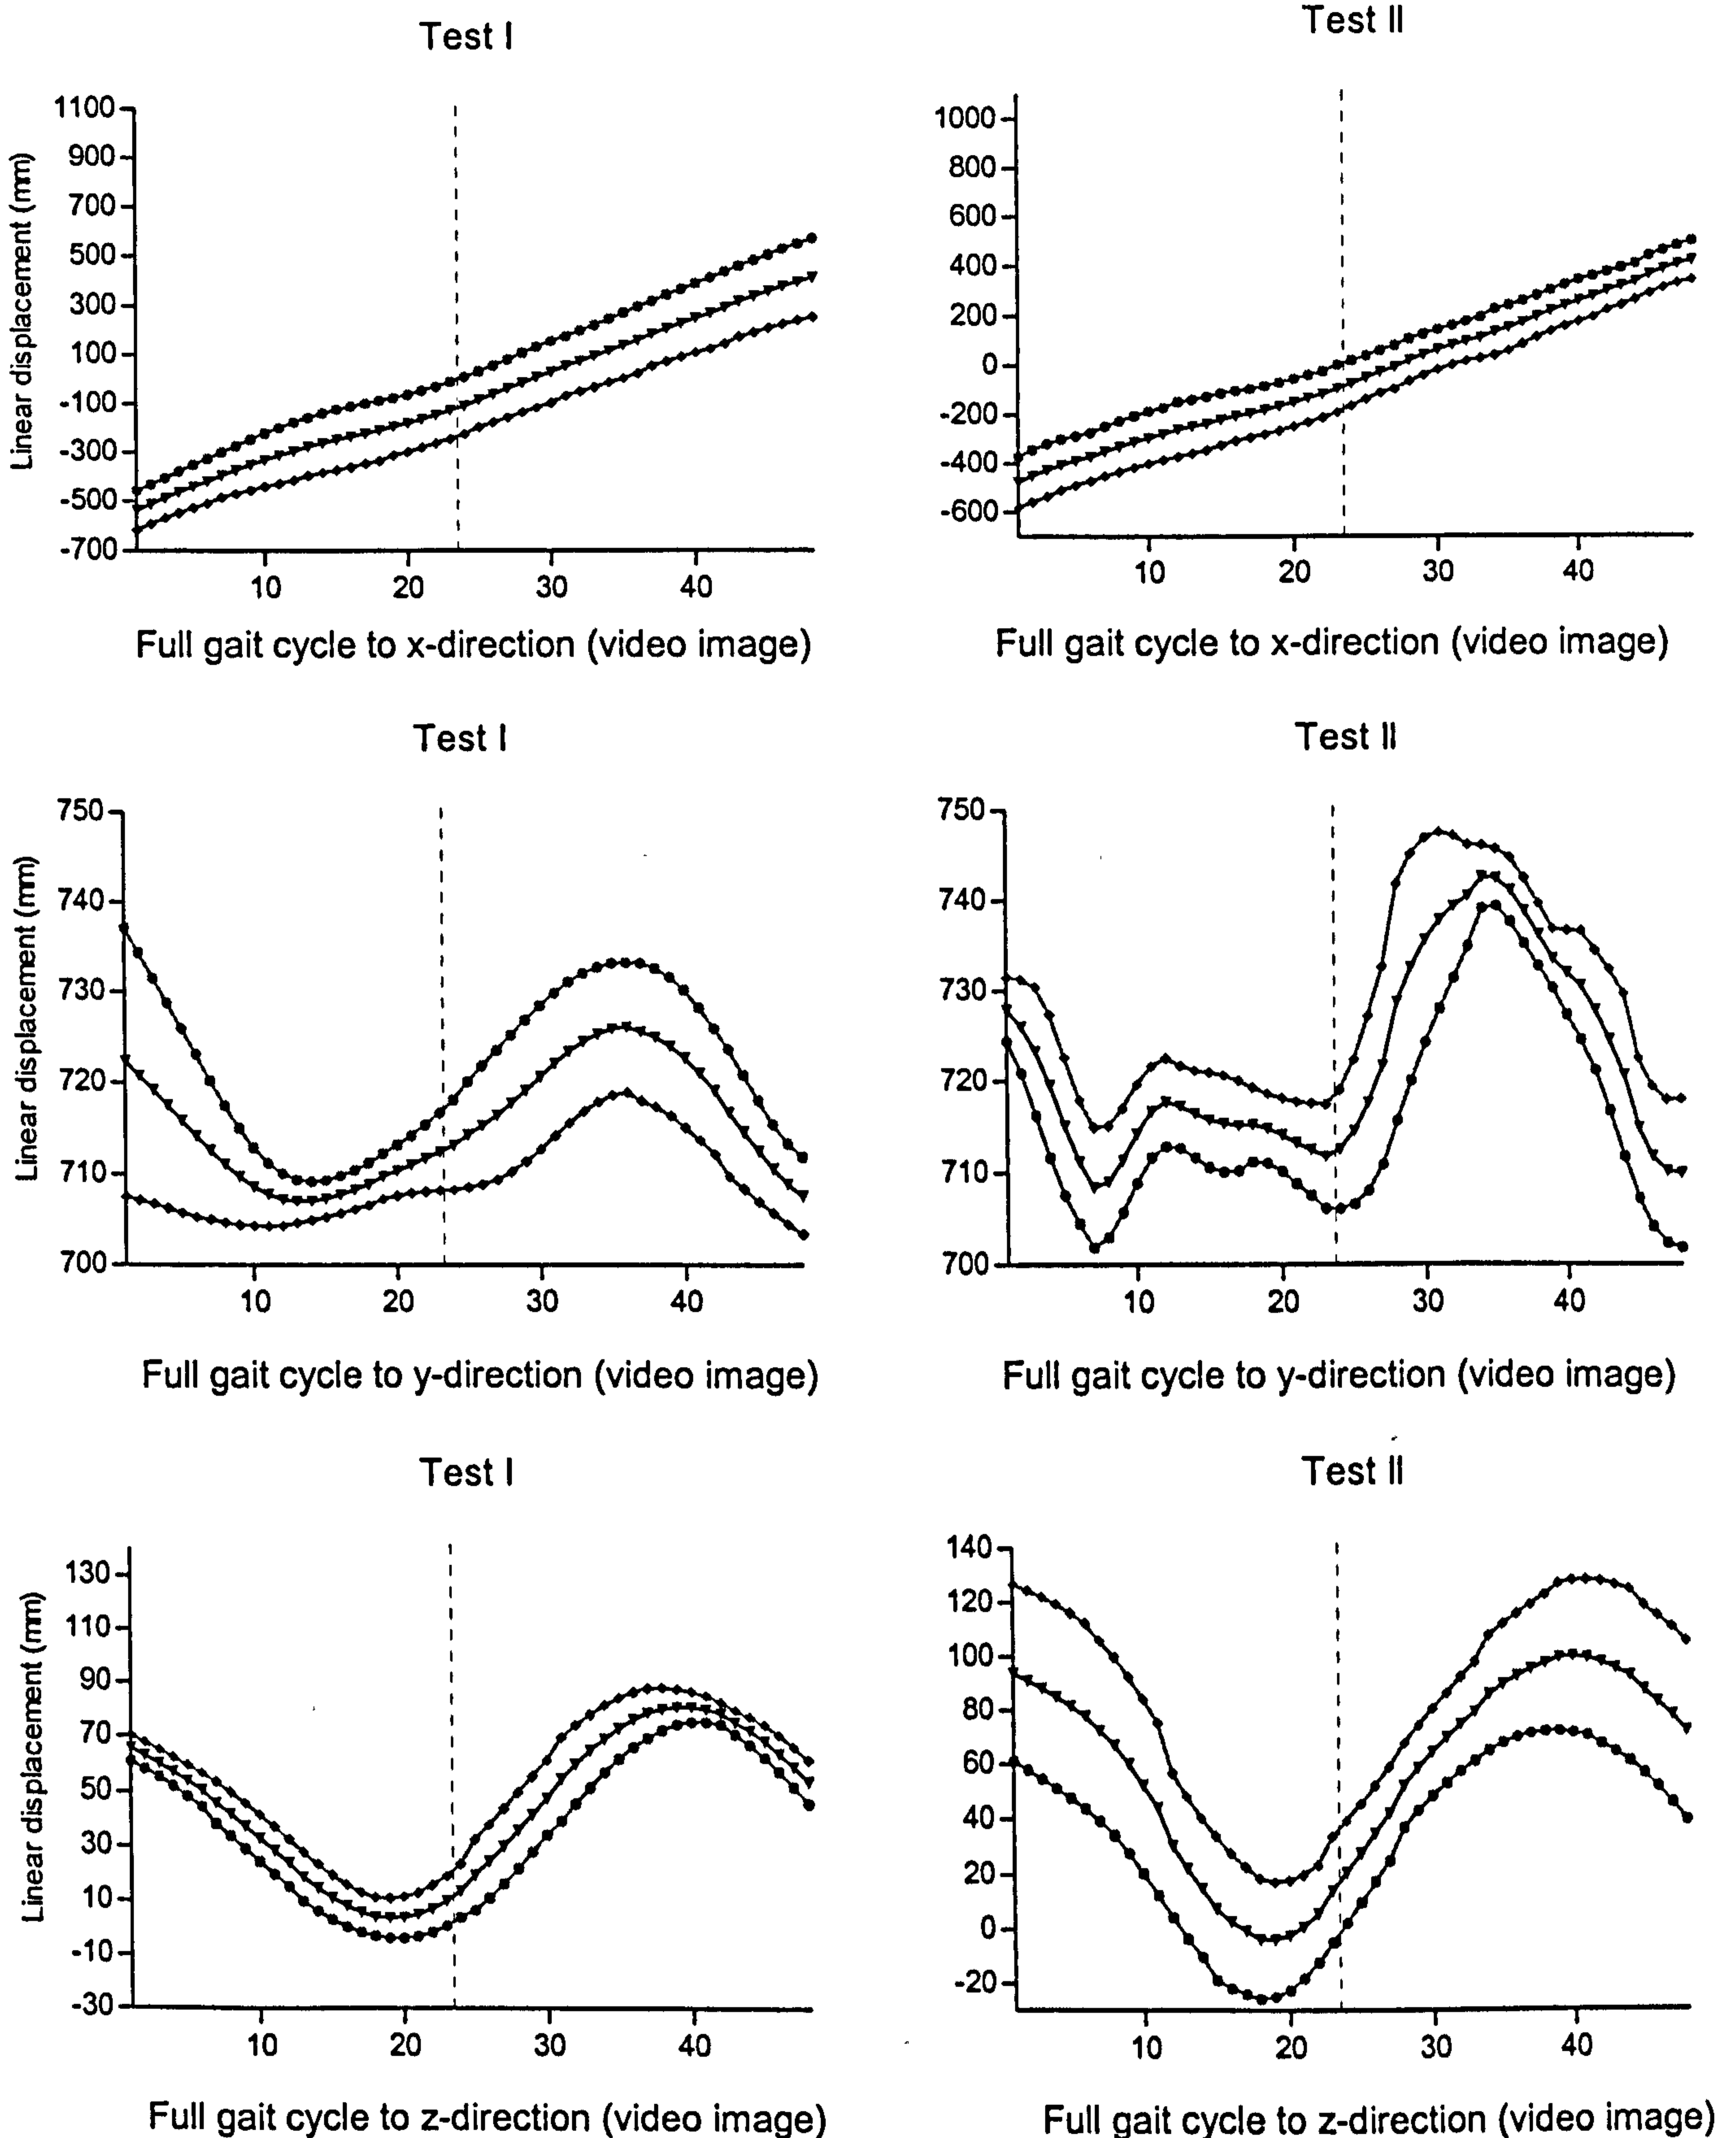 Test I
Linear displacement (mm)
1100
900
700
500
300
100
-100
-300
-500
-700
10 20 30 40
Full gait cycle to x-direction (video image)
Test II
1000
800
600
400
200
0
-200
-400
-600
10 20 30 40
Full gait cycle to x-direction (video image)
Test I
Linear displacement (mm)
750
740
730
720
710
700
10 20 30 40
Full gait cycle to y-direction (video image)
Test II
750
740
730
720
710
700
10 20 30 40
Full gait cycle to y-direction (video image)
Test I
Linear displacement (mm)
130
110
90
70
50
30
10
-10
-30
10 20 30 40
Full gait cycle to z-direction (video image)
Test II
140
120
100
80
60
40
20
0
-20
10 20 30 40
Full gait cycle to z-direction (video image)